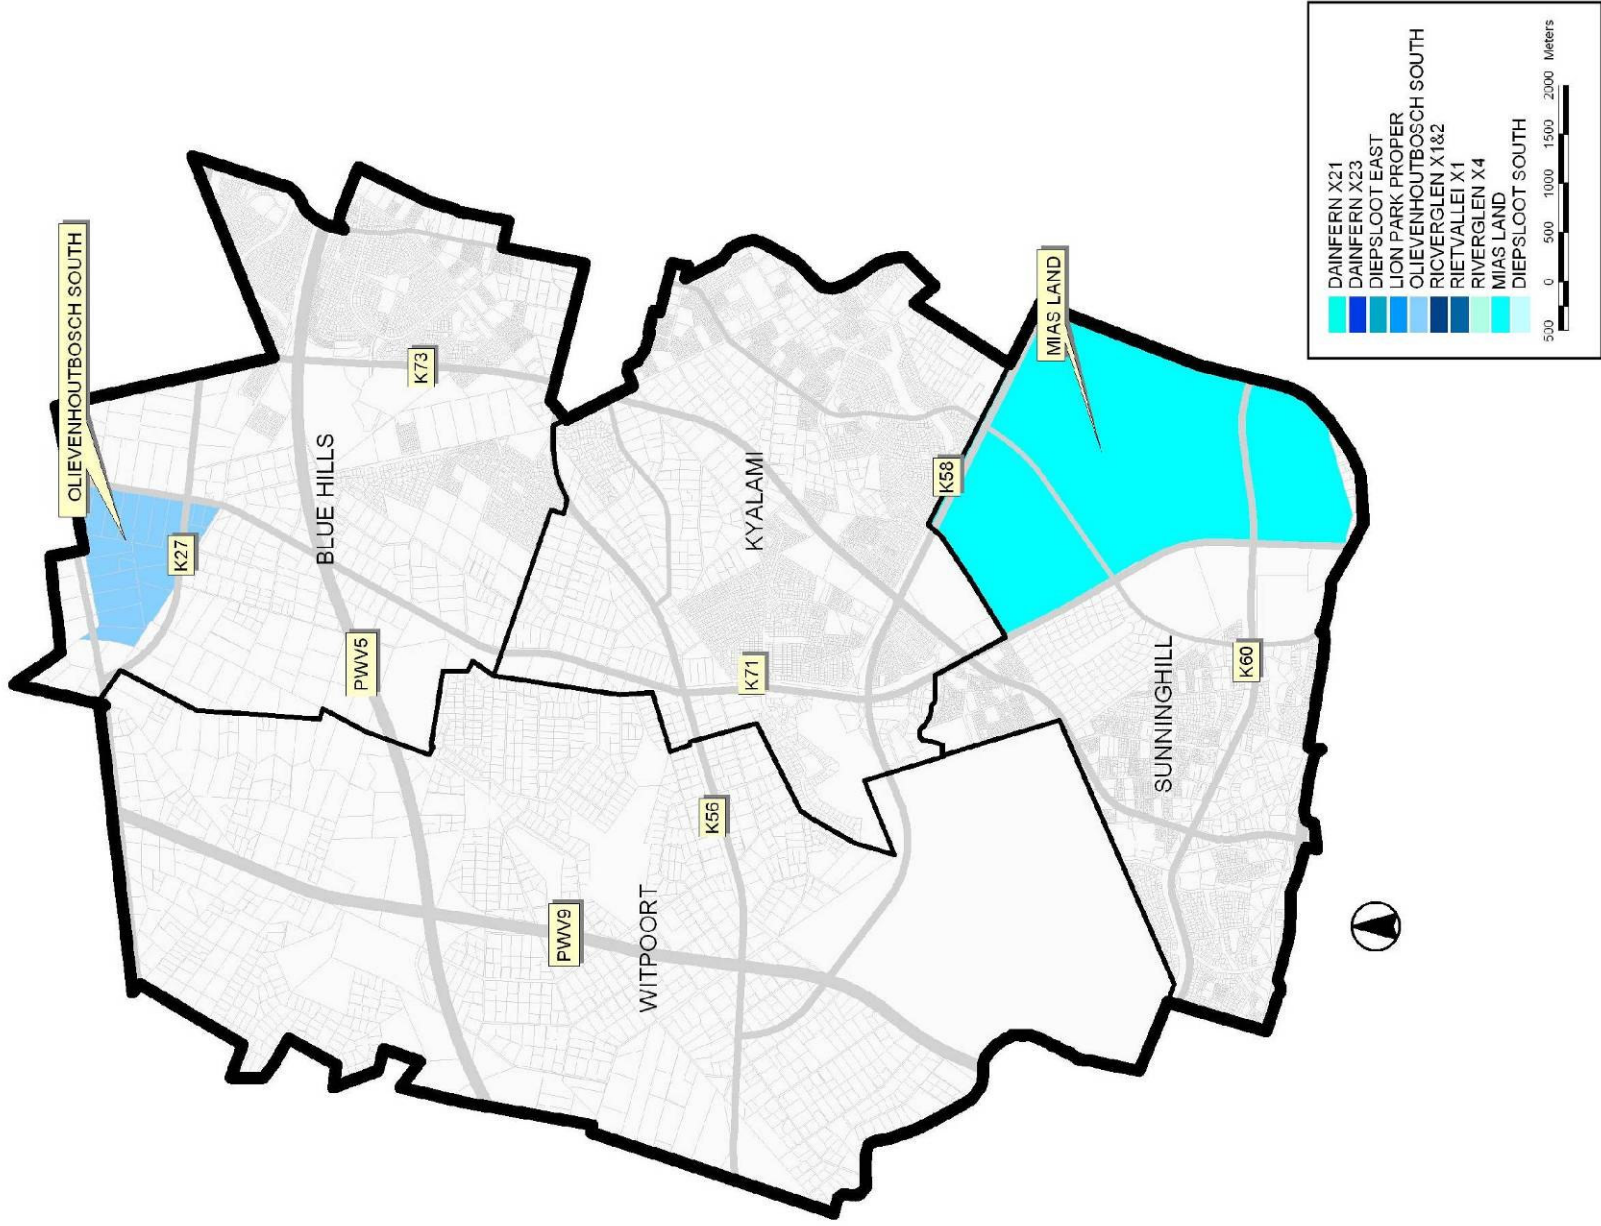 OLIEVENHOUTBOSCH SOUTH
K27
BLUE HILLS
K73
PWV5
KYALAMI
K58
MIAS LAND
K71
K56
PWV9
WITPOORT
SUNNINGHILL
K60
DAINFERN X21
DAINFERN X23
DIEPSLOOT EAST
LION PARK PROPER
OLIEVENHOUTBOSCH SOUTH
RICVERGLEN X1&2
RIETVALLEI X1
RIVERGLEN X4
MIAS LAND
DIEPSLOOT SOUTH
500 0 500 1000 1500 2000 Meters